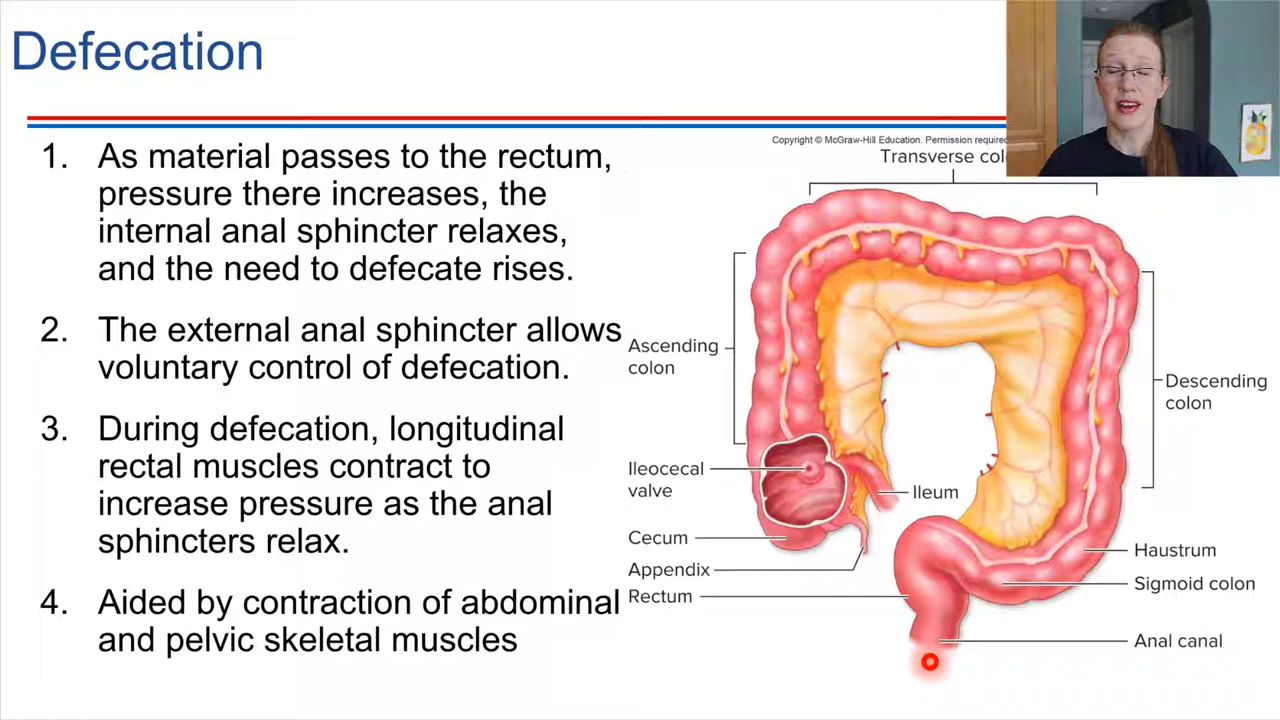 Defecation
1. As material passes to the rectum,
pressure there increases, the
internal anal sphincter relaxes,
and the need to defecate rises.
2. The external anal sphincter allows
voluntary control of defecation.
3. During defecation, longitudinal
rectal muscles contract to
increase pressure as the anal
sphincters relax.
4. Aided by contraction of abdominal
and pelvic skeletal muscles
Copyright © McGraw-Hill Education. Permission
Transverse
Ascending
colon
Descending
colon
Ileocecal
valve
Ileum
Cecum
Appendix
Rectum
Haustrum
Sigmoid colon
Anal canal